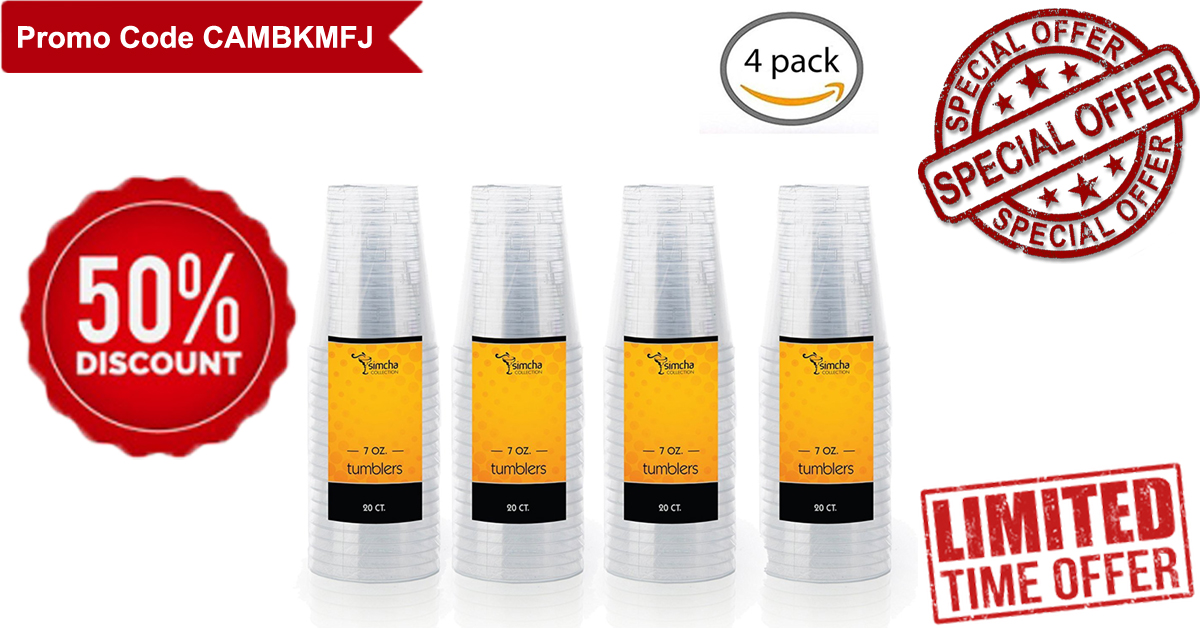 Promo Code CAMBKMFJ
4 pack
SPECIAL OFFER
SPECIAL OFFER
SPECIAL OFFER
50%
DISCOUNT
simcha
COLLECTION
7 OZ.
tumblers
20 CT.
simcha
COLLECTION
7 OZ.
tumblers
20 CT.
simcha
COLLECTION
7 OZ.
tumblers
20 CT.
simcha
COLLECTION
7 OZ.
tumblers
20 CT.
LIMITED
TIME OFFER